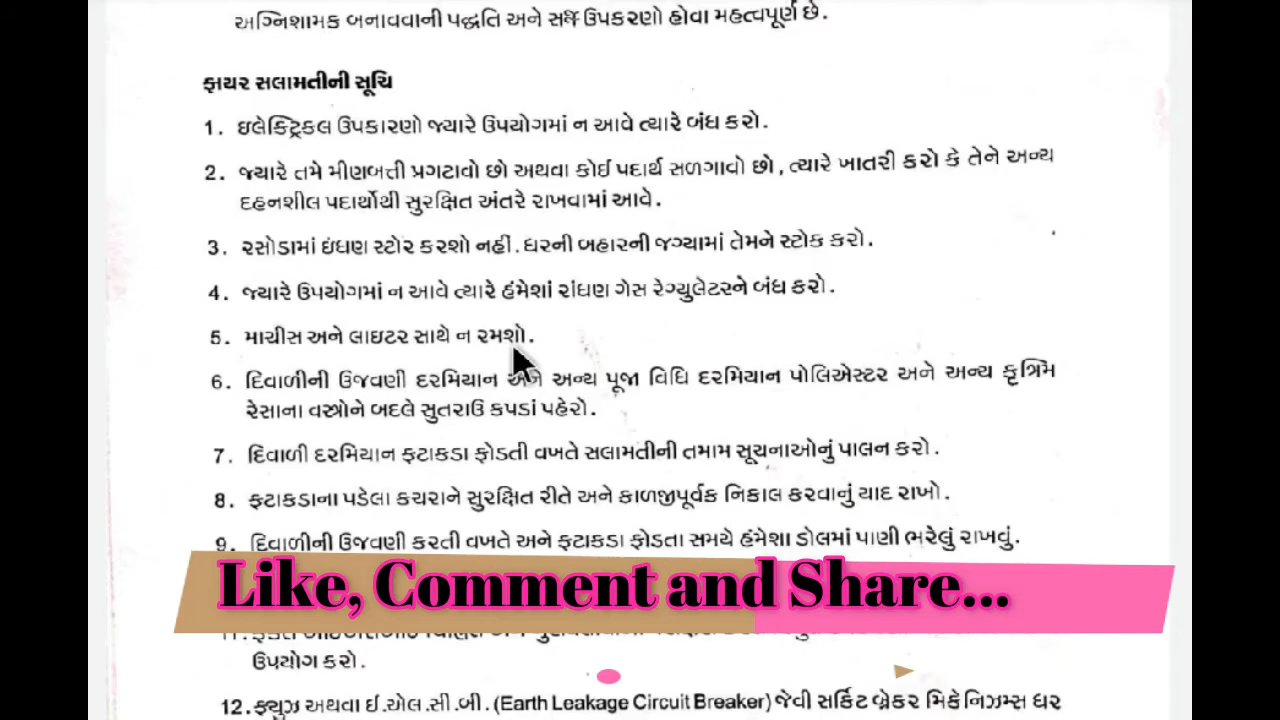 અગ્નિશામક બનાવવાની પદ્ધતિ અને સર્જ ઉપકરણો હોવા મહત્વપૂર્ણ છે.
ફાયર સલામતીની સૂચિ
1. ઇલેક્ટ્રિકલ ઉપકારણો જ્યારે ઉપયોગમાં ન આવે ત્યારે બંધ કરો.
2. જ્યારે તમે મીણબત્તી પ્રગટાવો છો અથવા કોઈ પદાર્થ સળગાવો છો, ત્યારે ખાતરી કરો કે તેને અન્ય
દહનશીલ પદાર્થોથી સુરક્ષિત અંતરે રાખવામાં આવે.
3. રસોડામાં ઇંધણ સ્ટોર કરશો નહીં. ઘરની બહારની જગ્યામાં તેમને સ્ટોક કરો.
4. જ્યારે ઉપયોગમાં ન આવે ત્યારે હંમેશાં રાંધણ ગેસ રેગ્યુલેટરને બંધ કરો.
5. માચીસ અને લાઇટર સાથે ન રમશો.
6. દિવાળીની ઉજવણી દરમિયાન અને અન્ય પૂજા વિધિ દરમિયાન પોલિએસ્ટર અને અન્ય કૃત્રિમ
રેસાના વસ્ત્રોને બદલે સુતરાઉ કપડાં પહેરો.
7. દિવાળી દરમિયાન ફટાકડા ફોડતી વખતે સલામતીની તમામ સૂચનાઓનું પાલન કરો.
8. ફટાકડાના પડેલા કચરાને સુરક્ષિત રીતે અને કાળજીપૂર્વક નિકાલ કરવાનું યાદ રાખો.
9. દિવાળીની ઉજવણી કરતી વખતે અને ફટાકડા ફોડતા સમયે હંમેશા ડોલમાં પાણી ભરેલું રાખવું.
Like, Comment and Share...
ઉપયોગ કરો.
12. ફ્યુઝ અથવા ઈ.એલ.સી.બી. (Earth Leakage Circuit Breaker) જેવી સર્કિટ બ્રેકર મિકેનિઝમ્સ ઘર